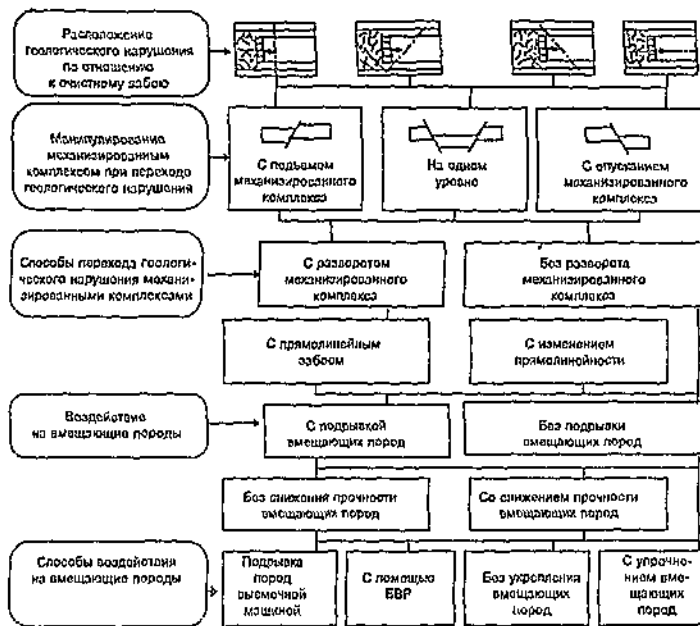 Расположение
геологического нарушения
по отношению
к очистному забою
Манипулирование
механизированным
комплексом при переходе
геологического нарушения
С подъемом
механизированного
комплекса
На одном
уровне
С опусканием
механизированного
комплекса
Способы перехода геологи-
ческого нарушения механи-
зированными комплексами
С разворотом
механизированного
комплекса
Без разворота
механизированного
комплекса
С прямолинейным
забоем
С изменением
прямолинейности
Воздействие
на вмещающие породы
С подрывкой
вмещающих пород
Без подрывки
вмещающих пород
Без снижения прочности
вмещающих пород
Со снижением прочности
вмещающих пород
Способы воздействия
на вмещающие породы
Подрывка
пород
выемочной
машиной
С помощью
БВР
Без укрепления
вмещающих
пород
С упроч-
нением вме-
щающих
пород